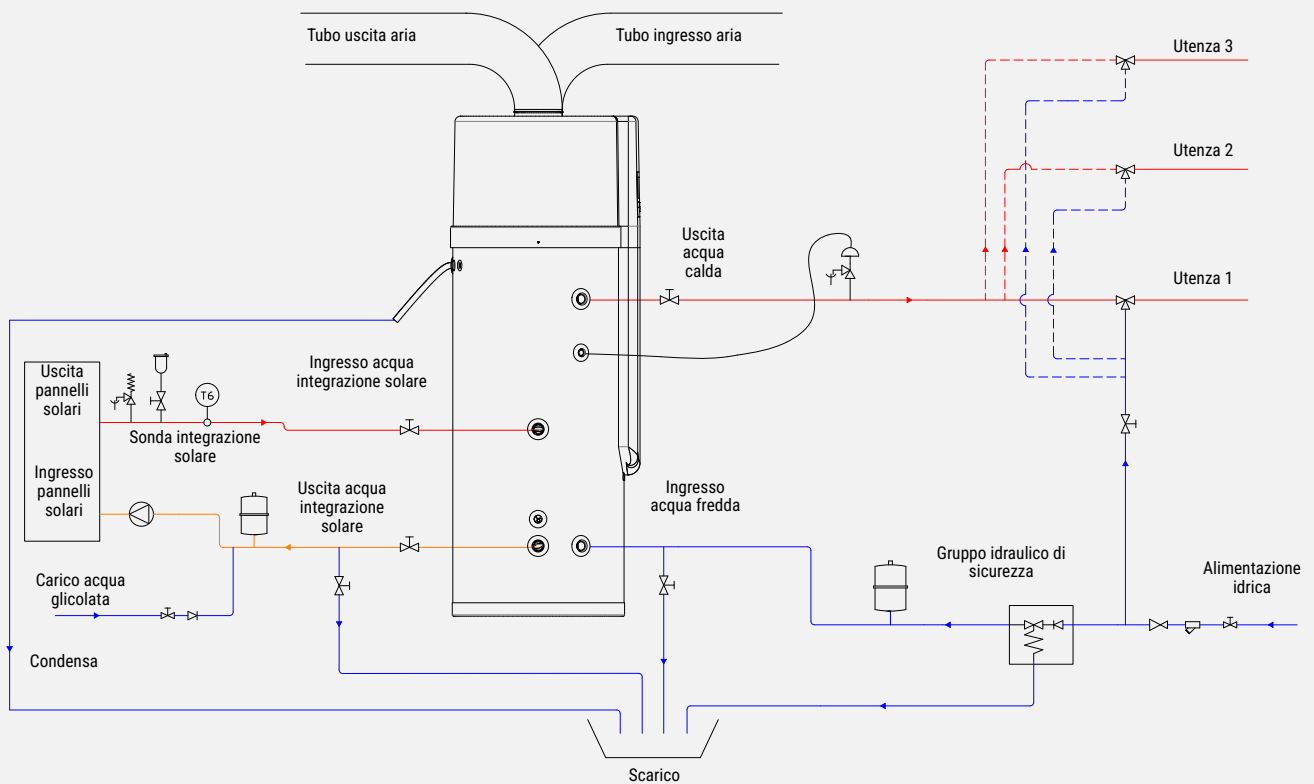 Tubo uscita aria
Tubo ingresso aria
Utenza 3
Utenza 2
Uscita
acqua
calda
Utenza 1
Ingresso acqua
integrazione solare
Uscita
pannelli
solari
T6
Sonda integrazione
solare
Ingresso
pannelli
solari
Uscita acqua
integrazione
solare
Ingresso
acqua fredda
Gruppo idraulico di
sicurezza
Alimentazione
idrica
Carico acqua
glicolata
Condensa
Scarico